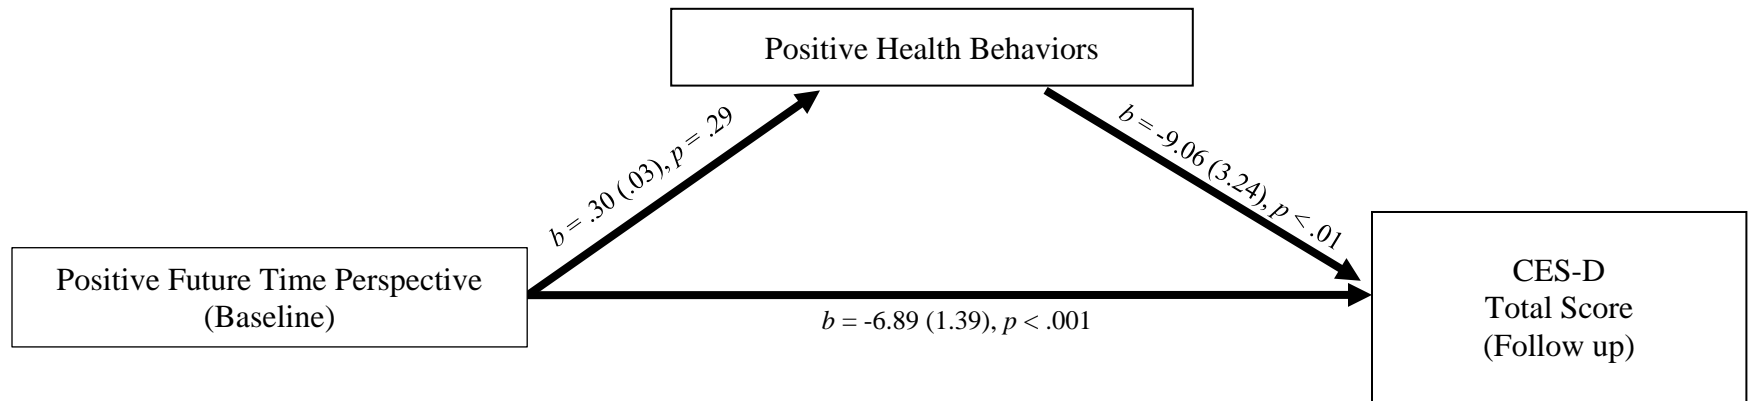 Positive Health Behaviors
b = .30 (.03), p = .29
b = -9.06 (3.24), p < .01
Positive Future Time Perspective
(Baseline)
b = -6.89 (1.39), p < .001
CES-D
Total Score
(Follow up)